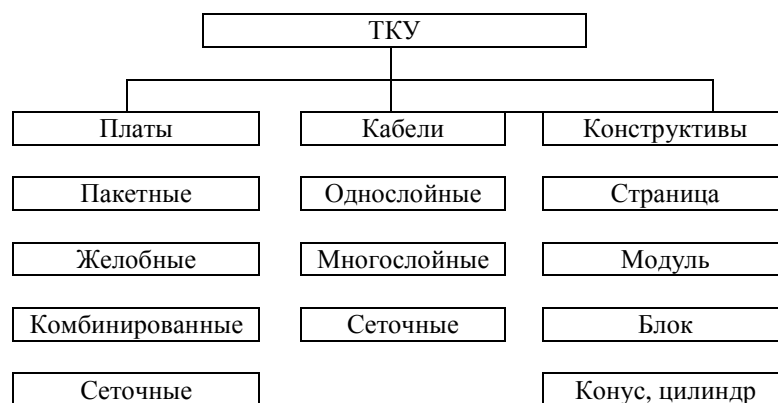 ТКУ
Платы
Кабели
Конструктивы
Пакетные
Однослойные
Страница
Желобные
Многослойные
Модуль
Комбинированные
Сеточные
Блок
Сеточные
Конус, цилиндр